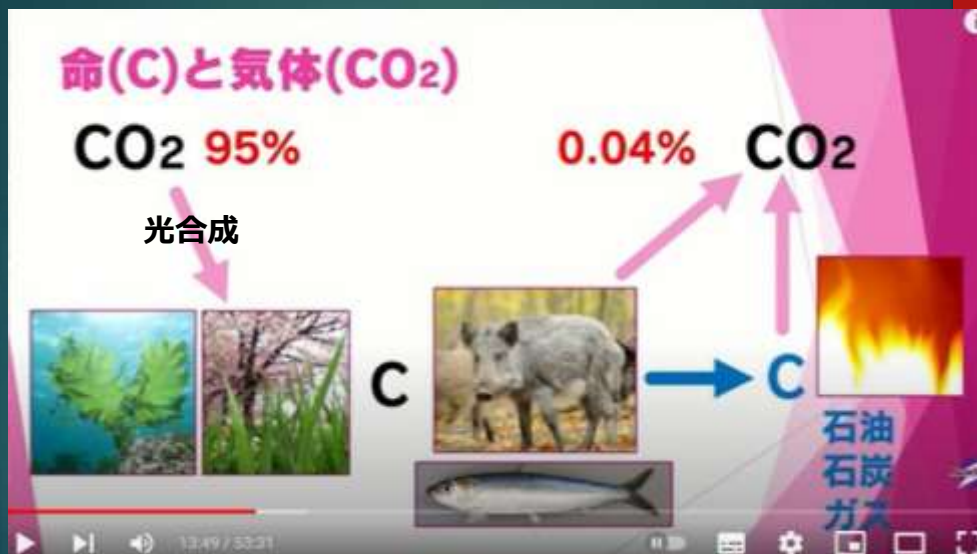 命(C)と気体(CO₂)
CO₂ 95%
0.04% CO₂
光合成
C
C
石油
石炭
ガス
13:49 / 53:31